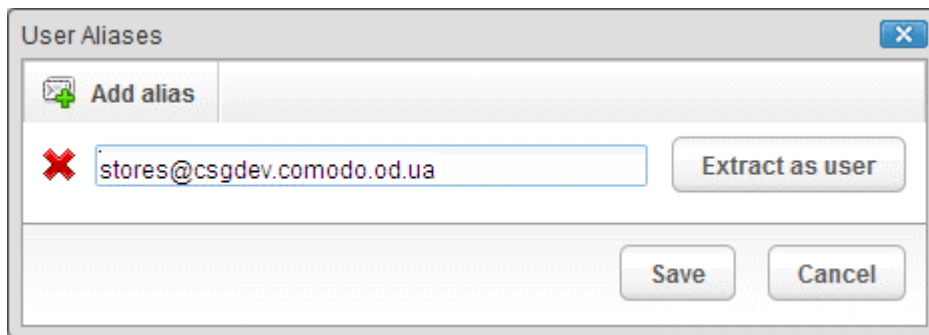 User Aliases
Add alias
stores@csgdev.comodo.od.ua
Extract as user
Save
Cancel